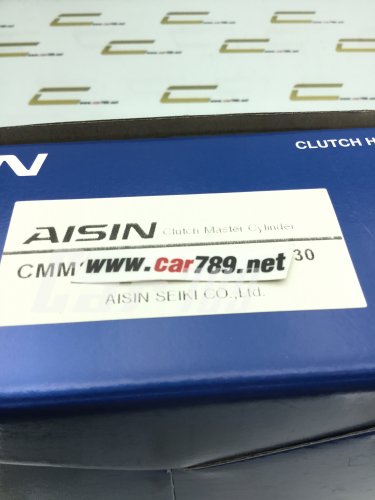 CLUTCH H
AISIN Clutch Master Cylinder
CMM
www.car789.net
30
AISIN SEIKI CO.,Ltd.